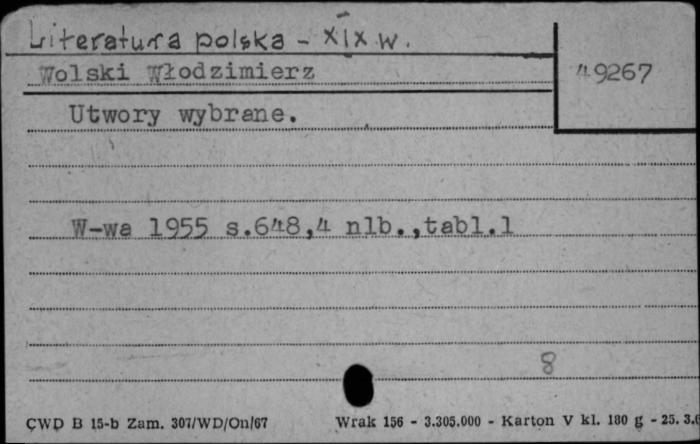 Literatura polska - XIX w.
Wolski Włodzimierz
49267
Utwory wybrane.
W-wa 1955 s.648,4 nlb.,tabl.1
8
CWD B 15-b Zam. 307/WD/On/67 Wrak 156 - 3.305.000 - Karton V kl. 180 g - 25. 3.6